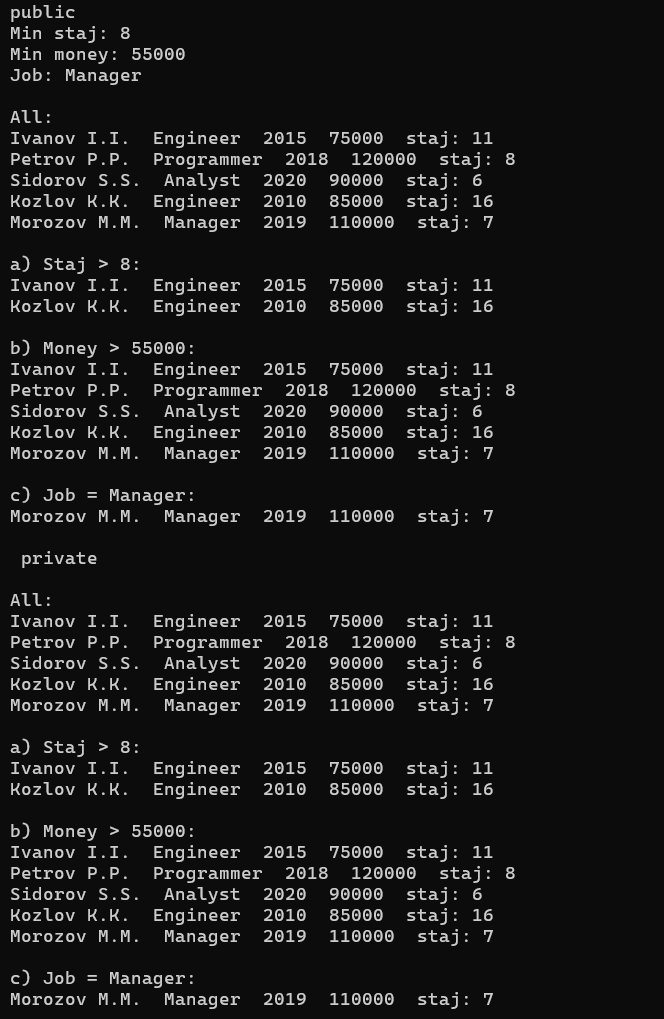 public
Min staj: 8
Min money: 55000
Job: Manager
All:
Ivanov I.I.  Engineer  2015  75000  staj: 11
Petrov P.P.  Programmer  2018  120000  staj: 8
Sidorov S.S.  Analyst  2020  90000  staj: 6
Kozlov K.K.  Engineer  2010  85000  staj: 16
Morozov M.M.  Manager  2019  110000  staj: 7
a) Staj > 8:
Ivanov I.I.  Engineer  2015  75000  staj: 11
Kozlov K.K.  Engineer  2010  85000  staj: 16
b) Money > 55000:
Ivanov I.I.  Engineer  2015  75000  staj: 11
Petrov P.P.  Programmer  2018  120000  staj: 8
Sidorov S.S.  Analyst  2020  90000  staj: 6
Kozlov K.K.  Engineer  2010  85000  staj: 16
Morozov M.M.  Manager  2019  110000  staj: 7
c) Job = Manager:
Morozov M.M.  Manager  2019  110000  staj: 7
private
All:
Ivanov I.I.  Engineer  2015  75000  staj: 11
Petrov P.P.  Programmer  2018  120000  staj: 8
Sidorov S.S.  Analyst  2020  90000  staj: 6
Kozlov K.K.  Engineer  2010  85000  staj: 16
Morozov M.M.  Manager  2019  110000  staj: 7
a) Staj > 8:
Ivanov I.I.  Engineer  2015  75000  staj: 11
Kozlov K.K.  Engineer  2010  85000  staj: 16
b) Money > 55000:
Ivanov I.I.  Engineer  2015  75000  staj: 11
Petrov P.P.  Programmer  2018  120000  staj: 8
Sidorov S.S.  Analyst  2020  90000  staj: 6
Kozlov K.K.  Engineer  2010  85000  staj: 16
Morozov M.M.  Manager  2019  110000  staj: 7
c) Job = Manager:
Morozov M.M.  Manager  2019  110000  staj: 7